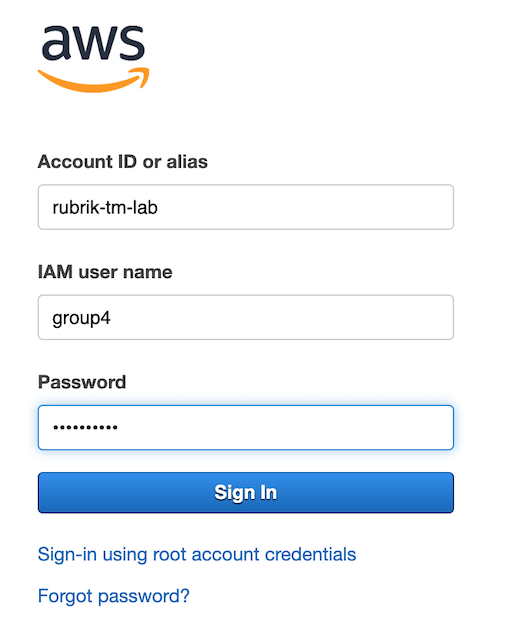 aws
Account ID or alias
rubrik-tm-lab
IAM user name
group4
Password
••••••••••
Sign In
Sign-in using root account credentials
Forgot password?